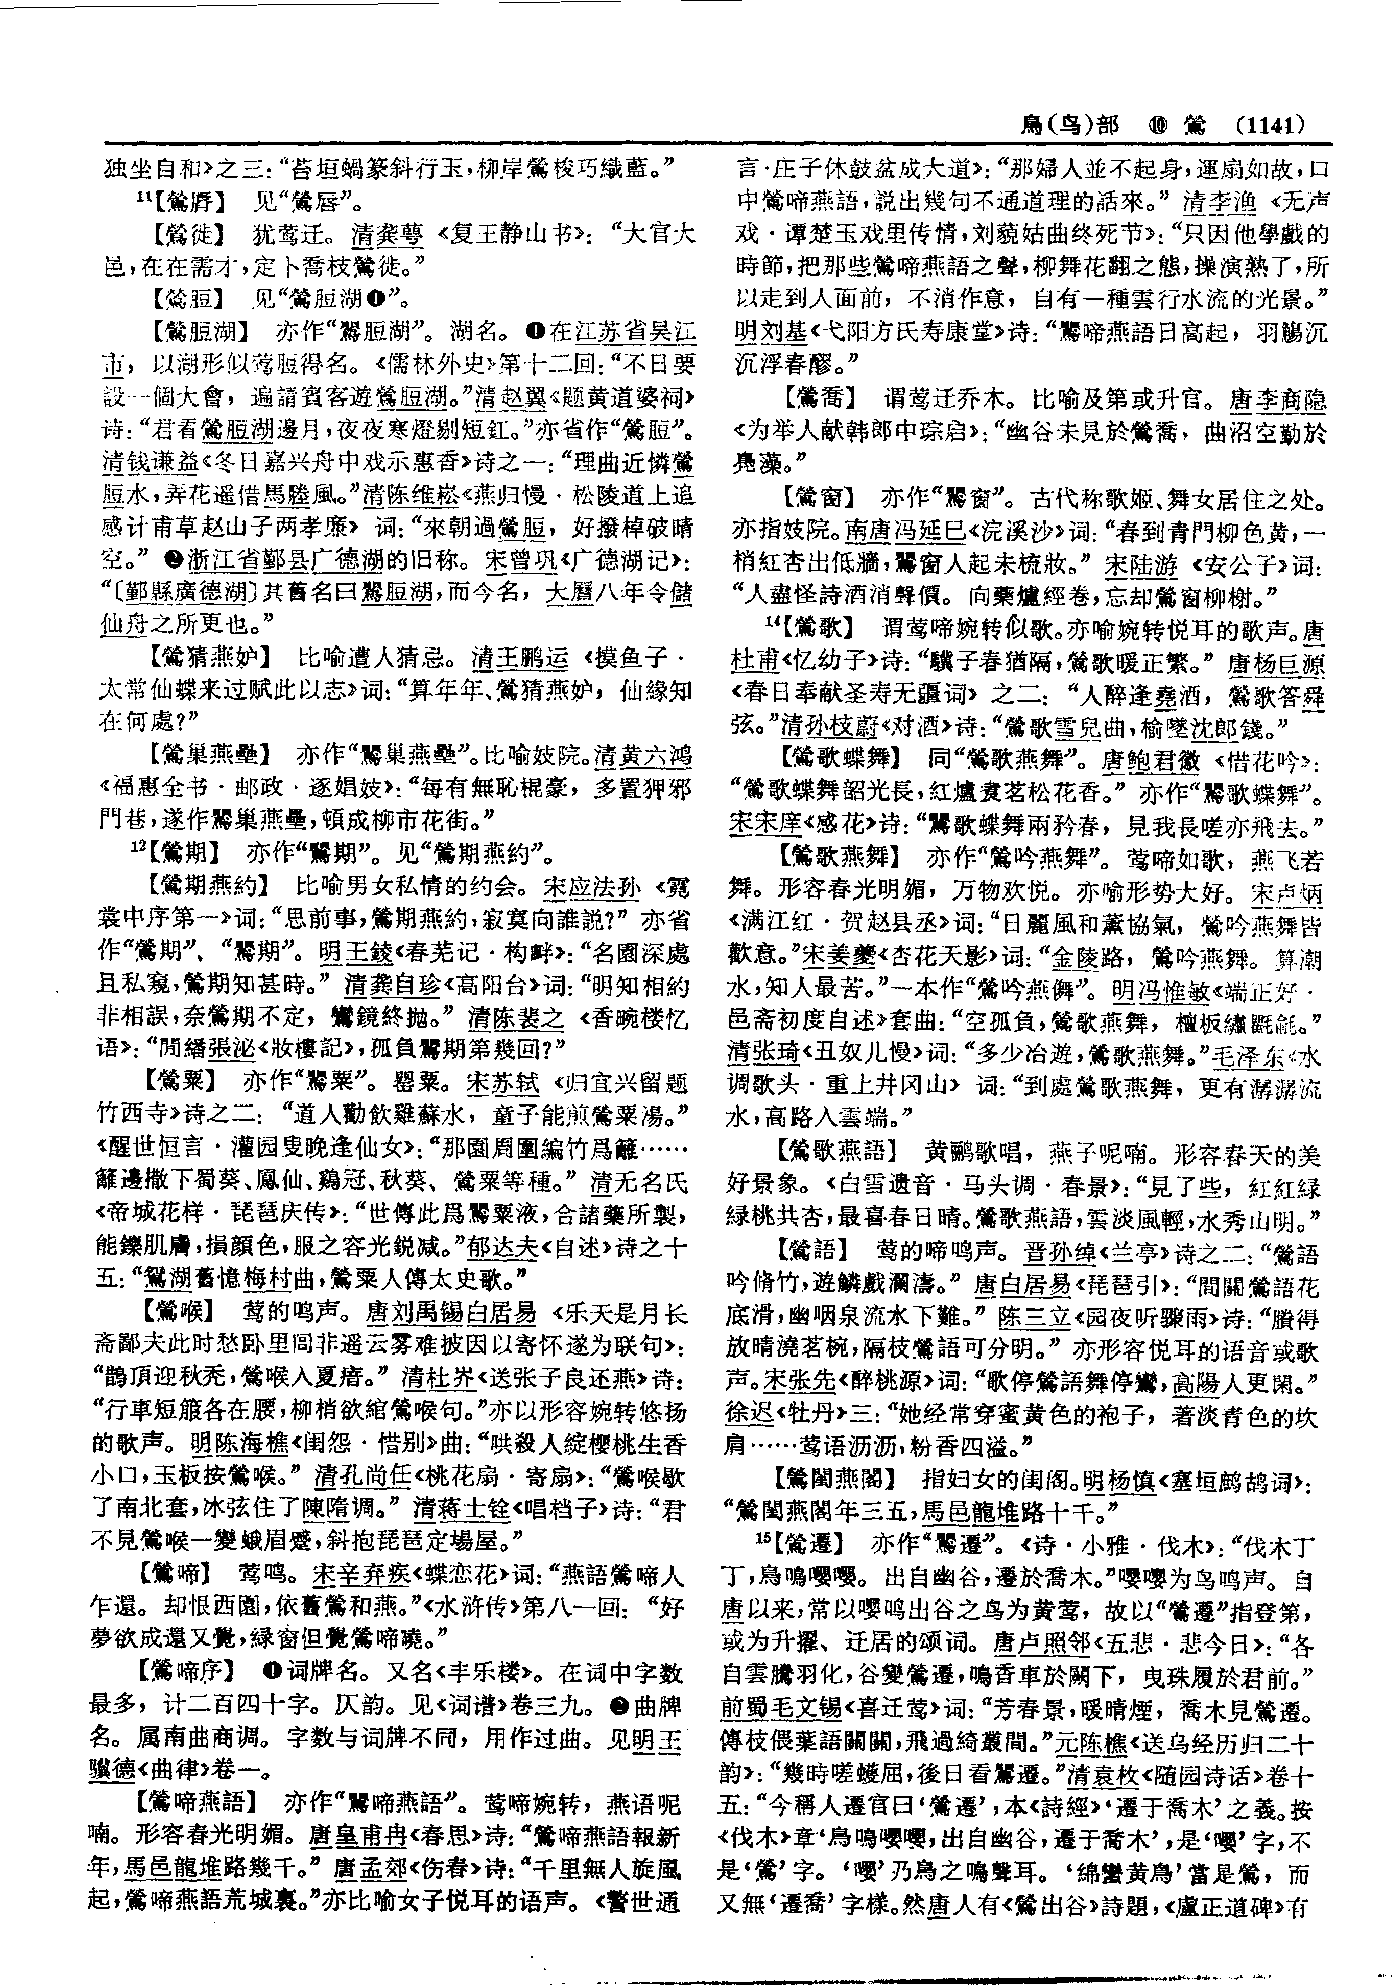 鳥(鸟)部 ⑩ 鶯 (1141)
独坐自和》之三:“苔垣蝸篆斜行玉,柳岸鶯梭巧織藍。”
11【鶯脣】 见“鶯唇”。
【鶯徙】 犹莺迁。清龚萼《复王静山书》:“大官大
邑,在在需才,定卜喬枝鶯徙。”
【鶯脰】 见“鶯脰湖❶”。
【鶯脰湖】 亦作“鸎脰湖”。湖名。❶在江苏省吴江
市,以湖形似莺脰得名。《儒林外史》第十二回:“不日要
設一個大會,遍請賓客遊鶯脰湖。”清赵翼《题黄道婆祠》
诗:“君看鶯脰湖邊月,夜夜寒燈剔短釭。”亦省作“鶯脰”。
清钱谦益《冬日嘉兴舟中戏示惠香》诗之一:“理曲近憐鶯
脰水,弄花遥借馬塍風。”清陈维崧《燕归慢·松陵道上追
感计甫草赵山子两孝廉》词:“來朝過鶯脰,好撥棹破晴
空。”❷浙江省鄞县广德湖的旧称。宋曾巩《广德湖记》:
“〔鄞縣廣德湖〕其舊名曰鸎脰湖,而今名,大曆八年令儲
仙舟之所更也。”
【鶯猜燕妒】 比喻遭人猜忌。清王鹏运《摸鱼子·
太常仙蝶来过赋此以志》词:“算年年、鶯猜燕妒,仙緣知
在何處?”
【鶯巢燕壘】 亦作“鸎巢燕壘”。比喻妓院。清黄六鸿
《福惠全书·邮政·逐娼妓》:“每有無恥棍豪,多置狎邪
門巷,遂作鸎巢燕壘,頓成柳市花街。”
12【鶯期】 亦作“鸎期”。见“鶯期燕約”。
【鶯期燕約】 比喻男女私情的约会。宋应法孙《霓
裳中序第一》词:“思前事,鶯期燕約,寂寞向誰説?”亦省
作“鶯期”、“鸎期”。明王錂《春芜记·构衅》:“名園深處
且私窺,鶯期知甚時。”清龚自珍《高阳台》词:“明知相約
非相誤,奈鶯期不定,鸞鏡終抛。”清陈裴之《香畹楼忆
语》:“閒繙張泌《妝樓記》,孤負鸎期第幾回?”
【鶯粟】 亦作“鸎粟”。罂粟。宋苏轼《归宜兴留题
竹西寺》诗之二:“道人勸飲雞蘇水,童子能煎鶯粟湯。”
《醒世恒言·灌园叟晚逢仙女》:“那園周圍編竹爲籬……
籬邊撒下蜀葵、鳳仙、鷄冠、秋葵、鶯粟等種。”清无名氏
《帝城花样·琵琶庆传》:“世傳此爲鸎粟液,合諸藥所製,
能鑠肌膚,損顔色,服之容光鋭减。”郁达夫《自述》诗之十
五:“鴛湖舊憶梅村曲,鶯粟人傳太史歌。”
【鶯喉】 莺的鸣声。唐刘禹锡白居易《乐天是月长
斋鄙夫此时愁卧里闾非遥云雾难披因以寄怀遂为联句》:
“鹊頂迎秋秃,鶯喉入夏瘖。”清杜岕《送张子良还燕》诗:
“行車短箙各在腰,柳梢欲綰鶯喉句。”亦以形容婉转悠扬
的歌声。明陈海樵《闺怨·惜别》曲:“哄殺人綻櫻桃生香
小口,玉板按鶯喉。”清孔尚任《桃花扇·寄扇》:“鶯喉歇
了南北套,冰弦住了陳隋调。”清蒋士铨《唱档子》诗:“君
不見鶯喉一變蛾眉蹙,斜抱琵琶定場屋。”
【鶯啼】 莺鸣。宋辛弃疾《蝶恋花》词:“燕語鶯啼人
乍還。却恨西園,依舊鶯和燕。”《水浒传》第八一回:“好
夢欲成還又覺,緑窗但覺鶯啼曉。”
【鶯啼序】 ❶词牌名。又名《丰乐楼》。在词中字数
最多,计二百四十字。仄韵。见《词谱》卷三九。❷曲牌
名。属南曲商调。字数与词牌不同,用作过曲。见明王
骥德《曲律》卷一。
【鶯啼燕語】 亦作“鸎啼燕語”。莺啼婉转,燕语呢
喃。形容春光明媚。唐皇甫冉《春思》诗:“鶯啼燕語報新
年,馬邑龍堆路幾千。”唐孟郊《伤春》诗:“千里無人旋風
起,鶯啼燕語荒城裏。”亦比喻女子悦耳的语声。《警世通
言·庄子休鼓盆成大道》:“那婦人並不起身,運扇如故,口
中鶯啼燕語,説出幾句不通道理的話來。”清李渔《无声
戏·谭楚玉戏里传情,刘藐姑曲终死节》:“只因他學戲的
時節,把那些鶯啼燕語之聲,柳舞花翻之態,操演熟了,所
以走到人面前,不消作意,自有一種雲行水流的光景。”
明刘基《弋阳方氏寿康堂》诗:“鸎啼燕語日高起,羽觴沉
沉浮春醪。”
【鶯喬】 谓莺迁乔木。比喻及第或升官。唐李商隐
《为举人献韩郎中琮启》:“幽谷未見於鶯喬,曲沼空勤於
凫藻。”
【鶯窗】 亦作“鸎窗”。古代称歌姬、舞女居住之处。
亦指妓院。南唐冯延巳《浣溪沙》词:“春到青門柳色黄,一
梢紅杏出低牆,鸎窗人起未梳妝。”宋陆游《安公子》词:
“人盡怪詩酒消聲價。向藥爐經卷,忘却鶯窗柳榭。”
14【鶯歌】 谓莺啼婉转似歌。亦喻婉转悦耳的歌声。唐
杜甫《忆幼子》诗:“驥子春猶隔,鶯歌暖正繁。”唐杨巨源
《春日奉献圣寿无疆词》之二:“人醉逢堯酒,鶯歌答舜
弦。”清孙枝蔚《对酒》诗:“鶯歌雪兒曲,榆墜沈郎錢。”
【鶯歌蝶舞】 同“鶯歌燕舞”。唐鲍君徽《惜花吟》:
“鶯歌蝶舞韶光長,紅爐煑茗松花香。”亦作“鸎歌蝶舞”。
宋宋庠《感花》诗:“鸎歌蝶舞兩矜春,見我長嗟亦飛去。”
【鶯歌燕舞】 亦作“鶯吟燕舞”。莺啼如歌,燕飞若
舞。形容春光明媚,万物欢悦。亦喻形势大好。宋卢炳
《满江红·贺赵县丞》词:“日麗風和薰協氣,鶯吟燕舞皆
歡意。”宋姜夔《杏花天影》词:“金陵路,鶯吟燕舞。算潮
水,知人最苦。”一本作“鶯吟燕儛”。明冯惟敏《端正好·
邑斋初度自述》套曲:“空孤負,鶯歌燕舞,檀板纏氍毹。”
清张琦《丑奴儿慢》词:“多少冶遊,鶯歌燕舞。”毛泽东《水
调歌头·重上井冈山》词:“到處鶯歌燕舞,更有潺潺流
水,高路入雲端。”
【鶯歌燕語】 黄鹂歌唱,燕子呢喃。形容春天的美
好景象。《白雪遗音·马头调·春景》:“見了些,紅紅緑
緑桃共杏,最喜春日晴。鶯歌燕語,雲淡風輕,水秀山明。”
【鶯語】 莺的啼鸣声。晋孙绰《兰亭》诗之二:“鶯語
吟脩竹,遊鱗戲瀾濤。”唐白居易《琵琶引》:“間關鶯語花
底滑,幽咽泉流水下難。”陈三立《园夜听骤雨》诗:“賸得
放晴澆茗椀,隔枝鶯語可分明。”亦形容悦耳的语音或歌
声。宋张先《醉桃源》词:“歌停鶯語舞停鸞,高陽人更閑。”
徐迟《牡丹》三:“她经常穿蜜黄色的袍子,著淡青色的坎
肩……莺语沥沥,粉香四溢。”
【鶯閨燕閣】 指妇女的闺阁。明杨慎《塞垣鹧鸪词》:
“鶯閨燕閣年三五,馬邑龍堆路十千。”
15【鶯遷】 亦作“鸎遷”。《诗·小雅·伐木》:“伐木丁
丁,鳥鳴嚶嚶。出自幽谷,遷於喬木。”嘤嘤为鸟鸣声。自
唐以来,常以嘤鸣出谷之鸟为黄莺,故以“鶯遷”指登第,
或为升擢、迁居的颂词。唐卢照邻《五悲·悲今日》:“各
自雲騰羽化,谷變鶯遷,鳴香車於闕下,曳珠履於君前。”
前蜀毛文锡《喜迁莺》词:“芳春景,暖晴煙,喬木見鶯遷。
傳枝偎葉語關關,飛過綺叢間。”元陈樵《送乌经历归二十
韵》:“幾時嗟蠖屈,後日看鸎遷。”清袁枚《随园诗话》卷十
五:“今稱人遷官曰‘鶯遷’,本《詩經》‘遷于喬木’之義。按
《伐木》章‘鳥鳴嚶嚶,出自幽谷,遷于喬木’,是‘嚶’字,不
是‘鶯’字。‘嚶’乃鳥之鳴聲耳。‘綿蠻黄鳥’當是鶯,而
又無‘遷喬’字樣。然唐人有《鶯出谷》詩題,《盧正道碑》有